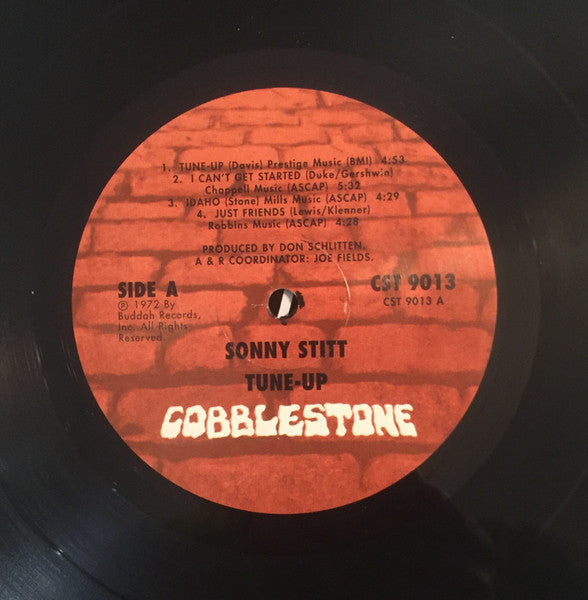 1. TUNE-UP (Davis) Prestige Music (BMI) 4:53
2. I CAN'T GET STARTED (Duke/Gershwin)
Chappell Music (ASCAP) 5:32
3. IDAHO (Stone) Mills Music (ASCAP) 4:29
4. JUST FRIENDS (Lewis/Klenner)
Robbins Music (ASCAP) 4:28
PRODUCED BY DON SCHLITTEN.
A & R COORDINATOR: JOE FIELDS.
SIDE A
℗ 1972 By
Buddah Records,
Inc. All Rights
Reserved.
CST 9013
CST 9013 A
SONNY STITT
TUNE-UP
COBBLESTONE